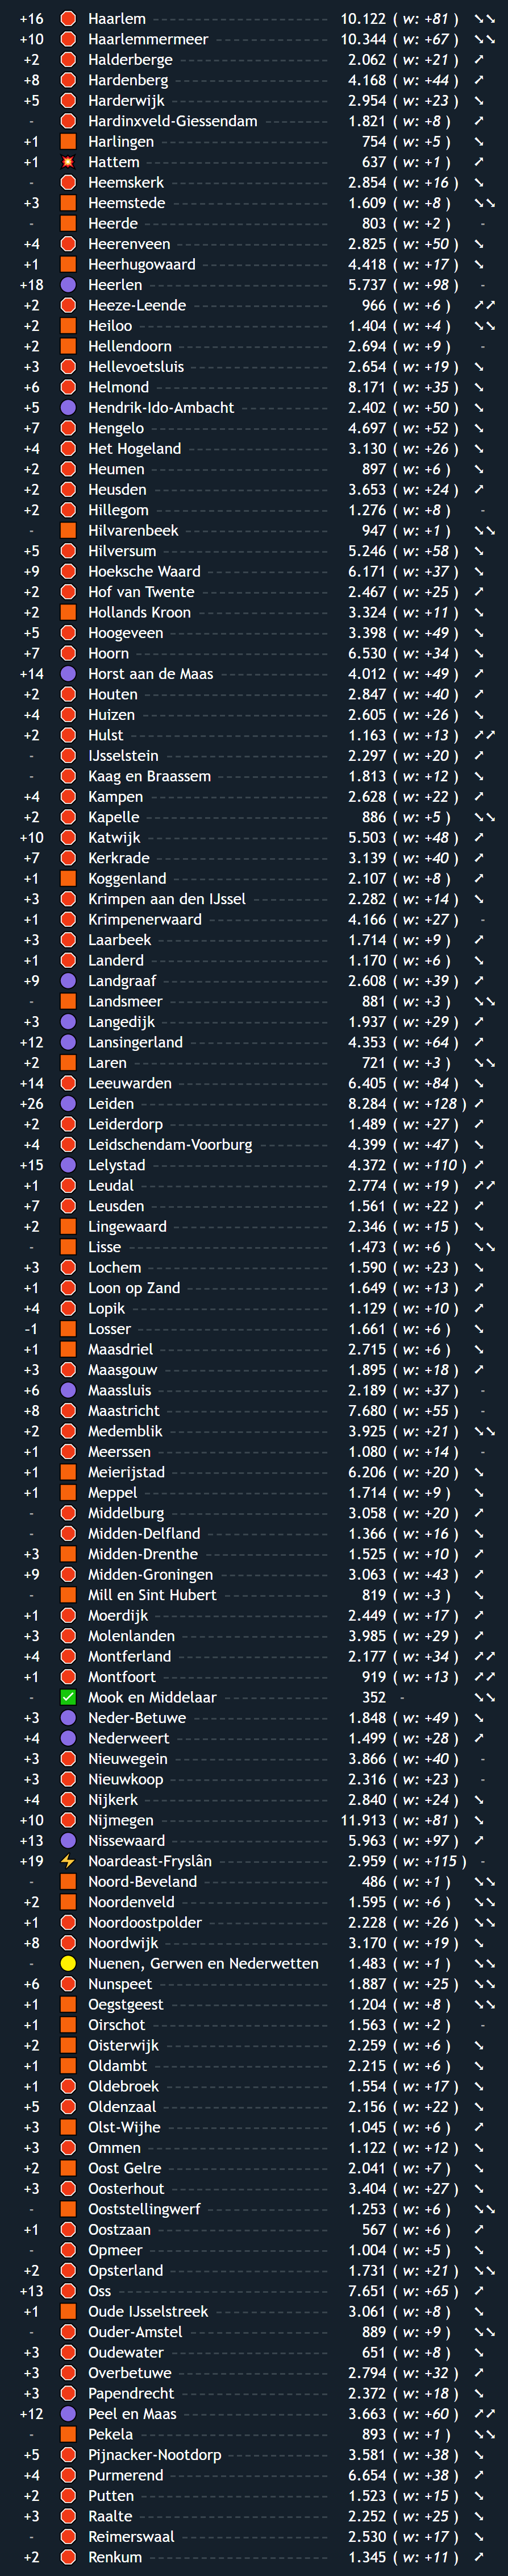 +16 Haarlem 10.122 ( w: +81 )
+10 Haarlemmermeer 10.344 ( w: +67 )
+2 Halderberge 2.062 ( w: +21 )
+8 Hardenberg 4.168 ( w: +44 )
+5 Harderwijk 2.954 ( w: +23 )
- Hardinxveld-Giessendam 1.821 ( w: +8 )
+1 Harlingen 754 ( w: +5 )
+1 Hattem 637 ( w: +1 )
- Heemskerk 2.854 ( w: +16 )
+3 Heemstede 1.609 ( w: +8 )
- Heerde 803 ( w: +2 ) -
+4 Heerenveen 2.825 ( w: +50 )
+1 Heerhugowaard 4.418 ( w: +17 )
+18 Heerlen 5.737 ( w: +98 ) -
+2 Heeze-Leende 966 ( w: +6 )
+2 Heiloo 1.404 ( w: +4 )
+2 Hellendoorn 2.694 ( w: +9 ) -
+3 Hellevoetsluis 2.654 ( w: +19 )
+6 Helmond 8.171 ( w: +35 )
+5 Hendrik-Ido-Ambacht 2.402 ( w: +50 )
+7 Hengelo 4.697 ( w: +52 )
+4 Het Hogeland 3.130 ( w: +26 )
+2 Heumen 897 ( w: +6 )
+2 Heusden 3.653 ( w: +24 )
+2 Hillegom 1.276 ( w: +8 ) -
- Hilvarenbeek 947 ( w: +1 )
+5 Hilversum 5.246 ( w: +58 )
+9 Hoeksche Waard 6.171 ( w: +37 )
+2 Hof van Twente 2.467 ( w: +25 )
+2 Hollands Kroon 3.324 ( w: +11 )
+5 Hoogeveen 3.398 ( w: +49 )
+7 Hoorn 6.530 ( w: +34 )
+14 Horst aan de Maas 4.012 ( w: +49 )
+2 Houten 2.847 ( w: +40 )
+4 Huizen 2.605 ( w: +26 )
+2 Hulst 1.163 ( w: +13 )
- IJsselstein 2.297 ( w: +20 )
- Kaag en Braassem 1.813 ( w: +12 )
+4 Kampen 2.628 ( w: +22 )
+2 Kapelle 886 ( w: +5 )
+10 Katwijk 5.503 ( w: +48 )
+7 Kerkrade 3.139 ( w: +40 )
+1 Koggenland 2.107 ( w: +8 )
+3 Krimpen aan den IJssel 2.282 ( w: +14 )
+1 Krimpenerwaard 4.166 ( w: +27 ) -
+3 Laarbeek 1.714 ( w: +9 )
+1 Landerd 1.170 ( w: +6 )
+9 Landgraaf 2.608 ( w: +39 )
- Landsmeer 881 ( w: +3 )
+3 Langedijk 1.937 ( w: +29 )
+12 Lansingerland 4.353 ( w: +64 )
+2 Laren 721 ( w: +3 )
+14 Leeuwarden 6.405 ( w: +84 )
+26 Leiden 8.284 ( w: +128 )
+2 Leiderdorp 1.489 ( w: +27 )
+4 Leidschendam-Voorburg 4.399 ( w: +47 )
+15 Lelystad 4.372 ( w: +110 )
+1 Leudal 2.774 ( w: +19 )
+7 Leusden 1.561 ( w: +22 )
+2 Lingewaard 2.346 ( w: +15 )
- Lisse 1.473 ( w: +6 )
+3 Lochem 1.590 ( w: +23 )
+1 Loon op Zand 1.649 ( w: +13 )
+4 Lopik 1.129 ( w: +10 )
-1 Losser 1.661 ( w: +6 )
+1 Maasdriel 2.715 ( w: +6 )
+3 Maasgouw 1.895 ( w: +18 )
+6 Maassluis 2.189 ( w: +37 ) -
+8 Maastricht 7.680 ( w: +55 ) -
+2 Medemblik 3.925 ( w: +21 )
+1 Meerssen 1.080 ( w: +14 ) -
+1 Meierijstad 6.206 ( w: +20 )
+1 Meppel 1.714 ( w: +9 )
- Middelburg 3.058 ( w: +20 )
- Midden-Delfland 1.366 ( w: +16 )
+3 Midden-Drenthe 1.525 ( w: +10 )
+9 Midden-Groningen 3.063 ( w: +43 )
- Mill en Sint Hubert 819 ( w: +3 )
+1 Moerdijk 2.449 ( w: +17 )
+3 Molenlanden 3.985 ( w: +29 )
+4 Montferland 2.177 ( w: +34 )
+1 Montfoort 919 ( w: +13 )
- Mook en Middelaar 352 -
+3 Neder-Betuwe 1.848 ( w: +49 )
+4 Nederweert 1.499 ( w: +28 )
+3 Nieuwegein 3.866 ( w: +40 ) -
+3 Nieuwkoop 2.316 ( w: +23 ) -
+4 Nijkerk 2.840 ( w: +24 )
+10 Nijmegen 11.913 ( w: +81 )
+13 Nissewaard 5.963 ( w: +97 )
+19 Noardeast-Fryslân 2.959 ( w: +115 ) -
- Noord-Beveland 486 ( w: +1 )
+2 Noordenveld 1.595 ( w: +6 )
+1 Noordoostpolder 2.228 ( w: +26 )
+8 Noordwijk 3.170 ( w: +19 )
- Nuenen, Gerwen en Nederwetten 1.483 ( w: +1 )
+6 Nunspeet 1.887 ( w: +25 )
+1 Oegstgeest 1.204 ( w: +8 )
+1 Oirschot 1.563 ( w: +2 ) -
+2 Oisterwijk 2.259 ( w: +6 )
+1 Oldambt 2.215 ( w: +6 )
+1 Oldebroek 1.554 ( w: +17 )
+5 Oldenzaal 2.156 ( w: +22 )
+3 Olst-Wijhe 1.045 ( w: +6 )
+3 Ommen 1.122 ( w: +12 )
+2 Oost Gelre 2.041 ( w: +7 )
+3 Oosterhout 3.404 ( w: +27 )
- Ooststellingwerf 1.253 ( w: +6 )
+1 Oostzaan 567 ( w: +6 )
- Opmeer 1.004 ( w: +5 )
+2 Opsterland 1.731 ( w: +21 )
+13 Oss 7.651 ( w: +65 )
+1 Oude IJsselstreek 3.061 ( w: +8 )
- Ouder-Amstel 889 ( w: +9 )
+3 Oudewater 651 ( w: +8 )
+3 Overbetuwe 2.794 ( w: +32 )
+3 Papendrecht 2.372 ( w: +18 )
+12 Peel en Maas 3.663 ( w: +60 )
- Pekela 893 ( w: +1 )
+5 Pijnacker-Nootdorp 3.581 ( w: +38 )
+4 Purmerend 6.654 ( w: +38 )
+2 Putten 1.523 ( w: +15 )
+3 Raalte 2.252 ( w: +25 )
- Reimerswaal 2.530 ( w: +17 )
+2 Renkum 1.345 ( w: +11 )